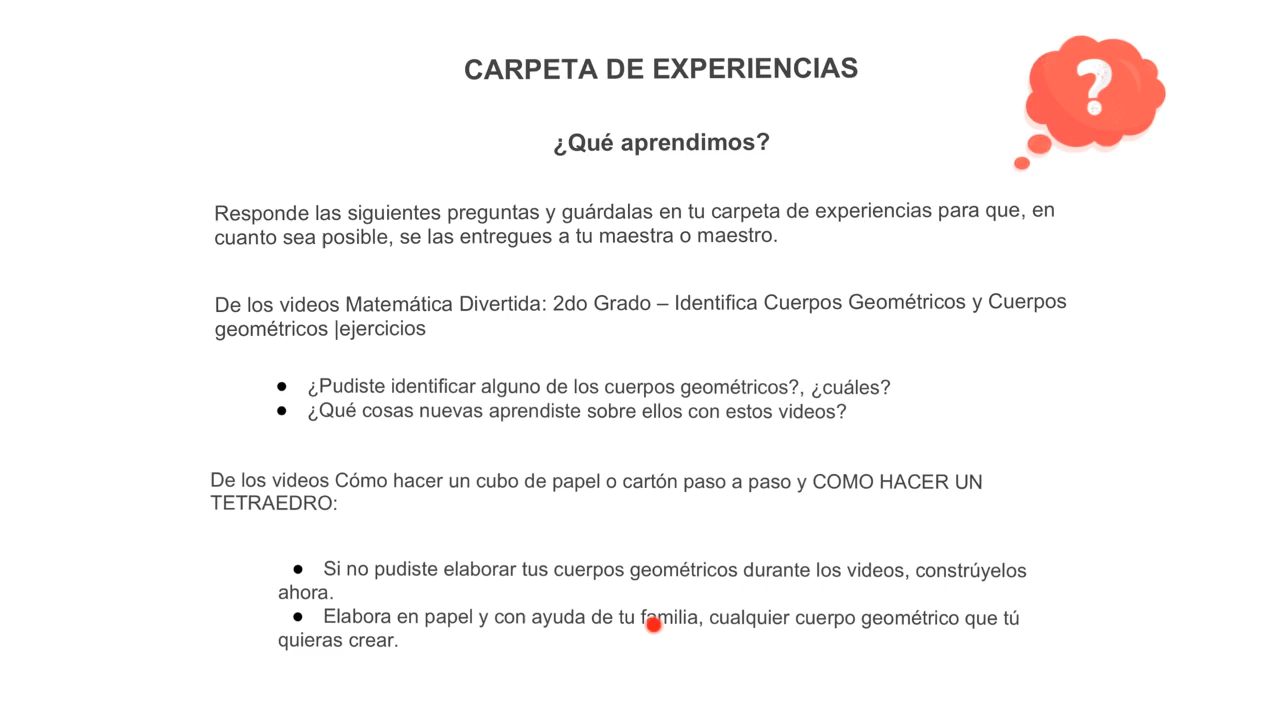 CARPETA DE EXPERIENCIAS
?
¿Qué aprendimos?
Responde las siguientes preguntas y guárdalas en tu carpeta de experiencias para que, en
cuanto sea posible, se las entregues a tu maestra o maestro.
De los videos Matemática Divertida: 2do Grado – Identifica Cuerpos Geométricos y Cuerpos
geométricos |ejercicios
● ¿Pudiste identificar alguno de los cuerpos geométricos?, ¿cuáles?
● ¿Qué cosas nuevas aprendiste sobre ellos con estos videos?
De los videos Cómo hacer un cubo de papel o cartón paso a paso y COMO HACER UN
TETRAEDRO:
● Si no pudiste elaborar tus cuerpos geométricos durante los videos, constrúyelos
ahora.
● Elabora en papel y con ayuda de tu familia, cualquier cuerpo geométrico que tú
quieras crear.